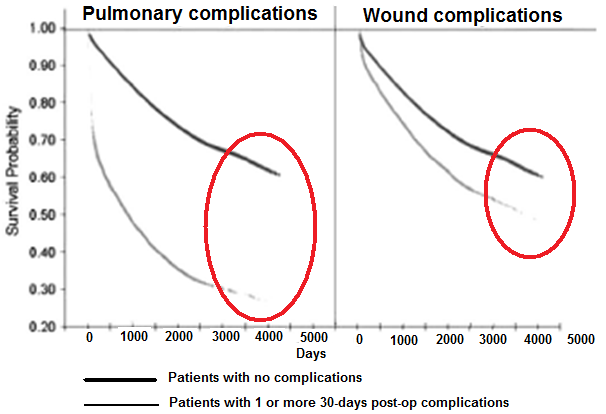 Pulmonary complications
Wound complications
Survival Probability
1.00
0.90
0.80
0.70
0.60
0.50
0.40
0.30
0.20
0 1000 2000 3000 4000 5000
0 1000 2000 3000 4000 5000
Days
Patients with no complications
Patients with 1 or more 30-days post-op complications